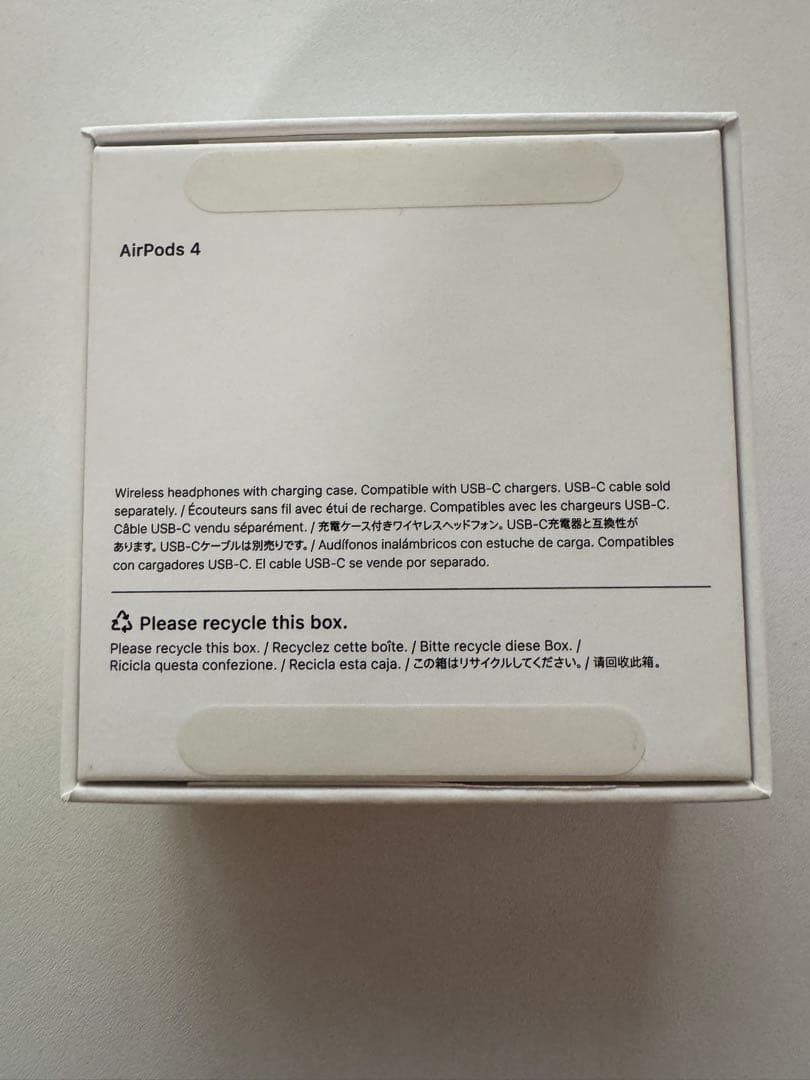 AirPods 4
Wireless headphones with charging case. Compatible with USB-C chargers. USB-C cable sold
separately. / Écouteurs sans fil avec étui de recharge. Compatibles avec les chargeurs USB-C.
Câble USB-C vendu séparément. / 充電ケース付きワイヤレスヘッドフォン。USB-C充電器と互換性が
あります。USB-Cケーブルは別売りです。/ Audífonos inalámbricos con estuche de carga. Compatibles
con cargadores USB-C. El cable USB-C se vende por separado.
Please recycle this box.
Please recycle this box. / Recyclez cette boîte. / Bitte recycle diese Box. /
Ricicla questa confezione. / Recicla esta caja. / この箱はリサイクルしてください。/ 请回收此箱。